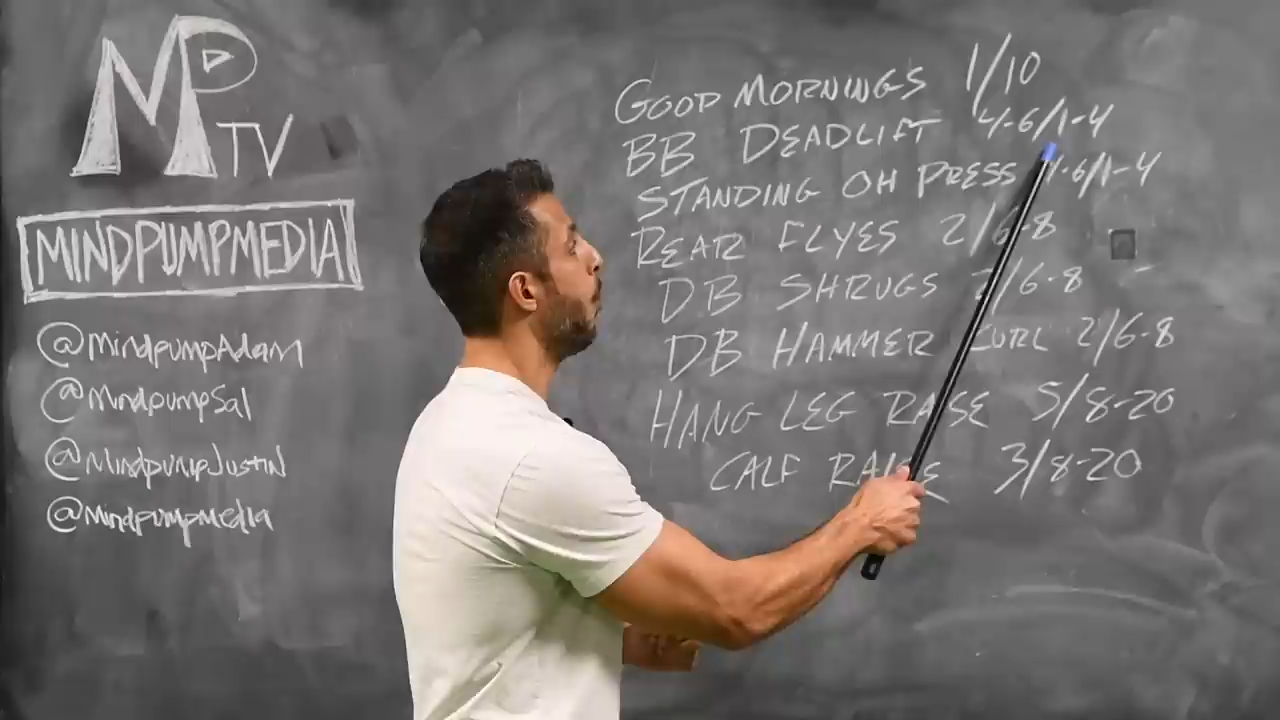 MP
TV
MINDPUMPMEDIA
@mindpumpAdam
@mindpumpSal
@mindpumpJustin
@mindpumpmedia
GOOD MORNINGS 1/10
BB DEADLIFT 4-6/1-4
STANDING OH PRESS 4-6/1-4
REAR FLYES 2/6-8
DB SHRUGS 2/6-8
DB HAMMER CURL 2/6-8
HANG LEG RAISE 5/8-20
CALF RAISE 3/8-20